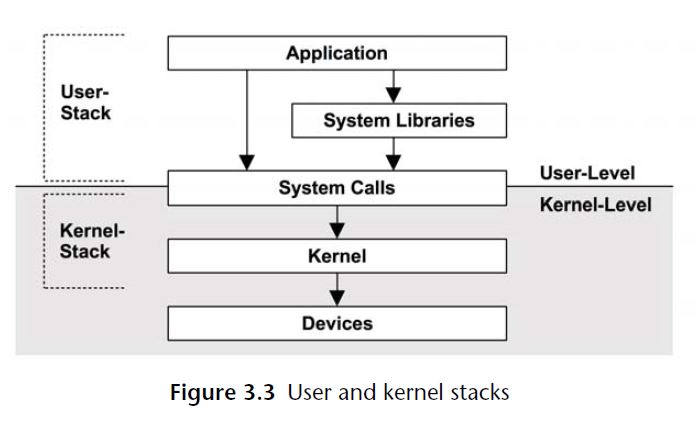 Application
User-
Stack
System Libraries
System Calls
User-Level
Kernel-Level
Kernel-
Stack
Kernel
Devices
Figure 3.3 User and kernel stacks